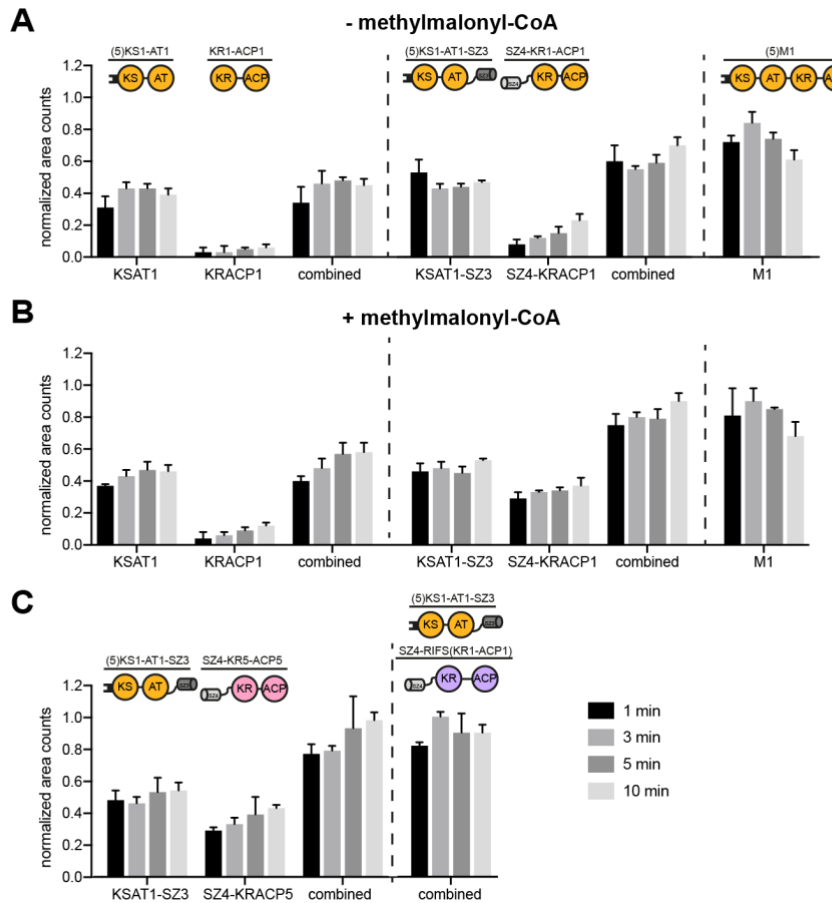 A
- methylmalonyl-CoA
(5)KS1-AT1 KR1-ACP1 (5)KS1-AT1-SZ3 SZ4-KR1-ACP1 (5)M1
KS AT KR ACP KS AT SZ3 SZ4 KR ACP KS AT KR
normalized area counts
1.2
1.0
0.8
0.6
0.4
0.2
0.0
KSAT1 KRACP1 combined KSAT1-SZ3 SZ4-KRACP1 combined M1
B
+ methylmalonyl-CoA
normalized area counts
1.2
1.0
0.8
0.6
0.4
0.2
0.0
KSAT1 KRACP1 combined KSAT1-SZ3 SZ4-KRACP1 combined M1
C
(5)KS1-AT1-SZ3
KS AT SZ3
(5)KS1-AT1-SZ3 SZ4-KR5-ACP5 SZ4-RIFS(KR1-ACP1)
KS AT SZ3 SZ4 KR ACP SZ4 KR ACP
normalized area counts
1.2
1.0
0.8
0.6
0.4
0.2
0.0
KSAT1-SZ3 SZ4-KRACP5 combined combined
1 min
3 min
5 min
10 min